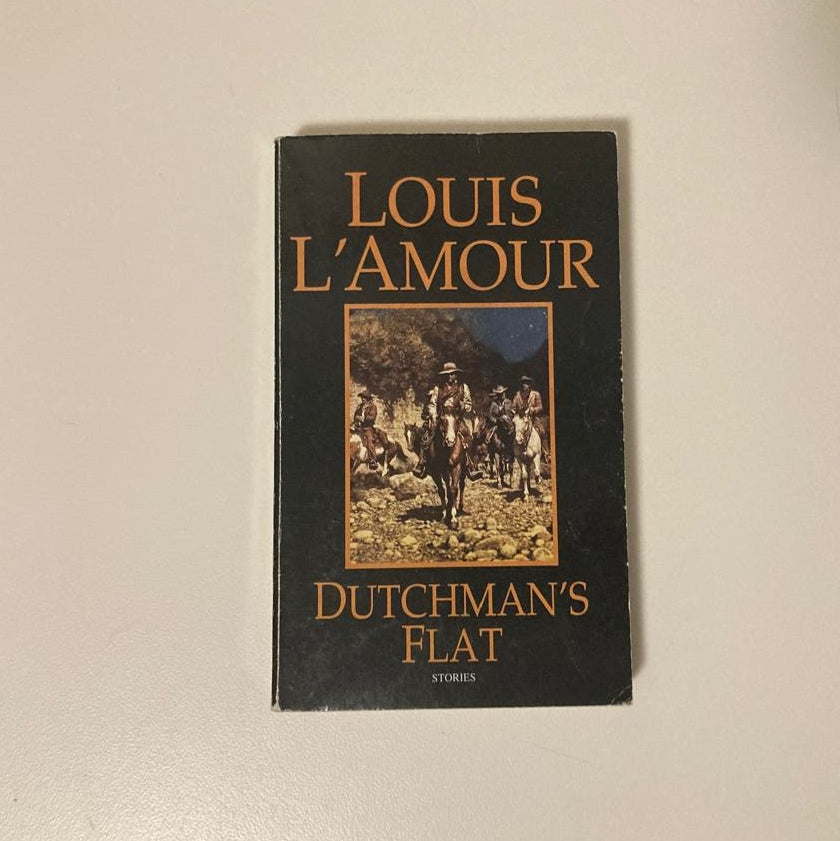 LOUIS
L'AMOUR
DUTCHMAN'S
FLAT
STORIES